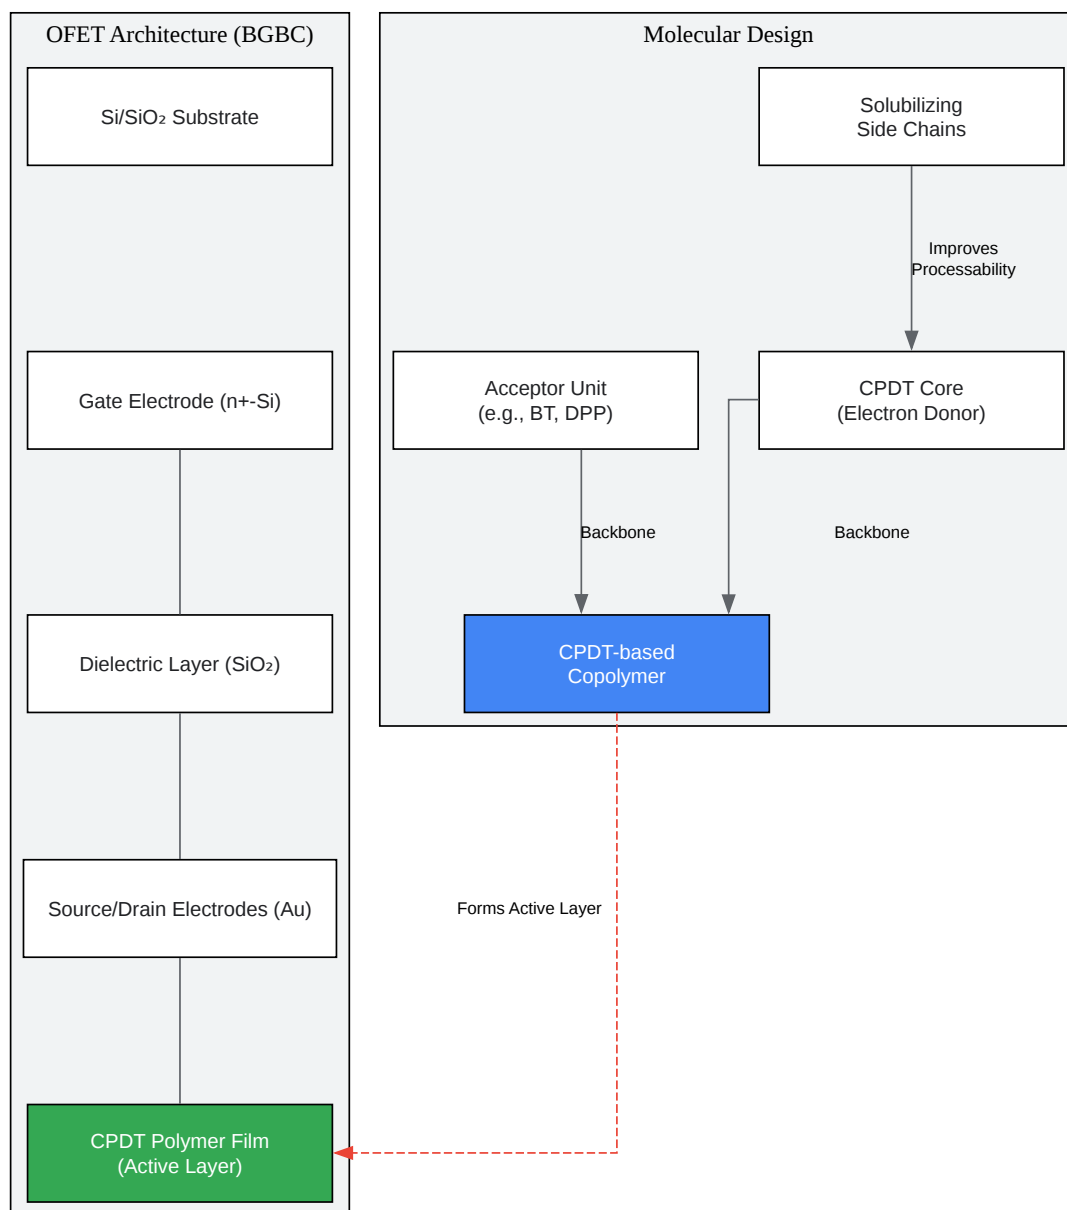 OFET Architecture (BGBC)
Si/SiO₂ Substrate
Gate Electrode (n+-Si)
Dielectric Layer (SiO₂)
Source/Drain Electrodes (Au)
CPDT Polymer Film
(Active Layer)
Molecular Design
Solubilizing
Side Chains
Improves
Processability
Acceptor Unit
(e.g., BT, DPP)
CPDT Core
(Electron Donor)
Backbone
Backbone
CPDT-based
Copolymer
Forms Active Layer